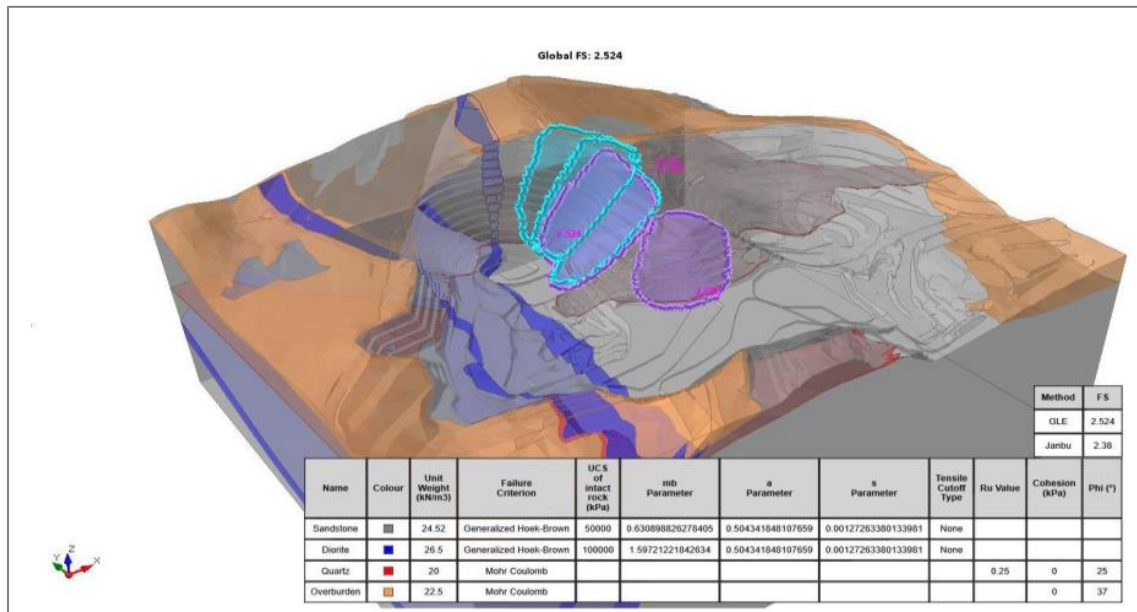 Global FS: 2.524
2.524
Method FS
GLE 2.524
Janbu 2.38
Name Colour Unit Weight (kN/m3) Failure Criterion UCS of intact rock (kPa) mb Parameter a Parameter s Parameter Tensile Cutoff Type Ru Value Cohesion (kPa) Phi (°)
Sandstone 24.52 Generalized Hoek-Brown 50000 0.630898826278405 0.504341848107659 0.00127263380133981 None
Diorite 26.5 Generalized Hoek-Brown 100000 1.59721221842634 0.504341848107659 0.00127263380133981 None
Quartz 20 Mohr Coulomb 0.25 0 25
Overburden 22.5 Mohr Coulomb 0 37
Y Z X